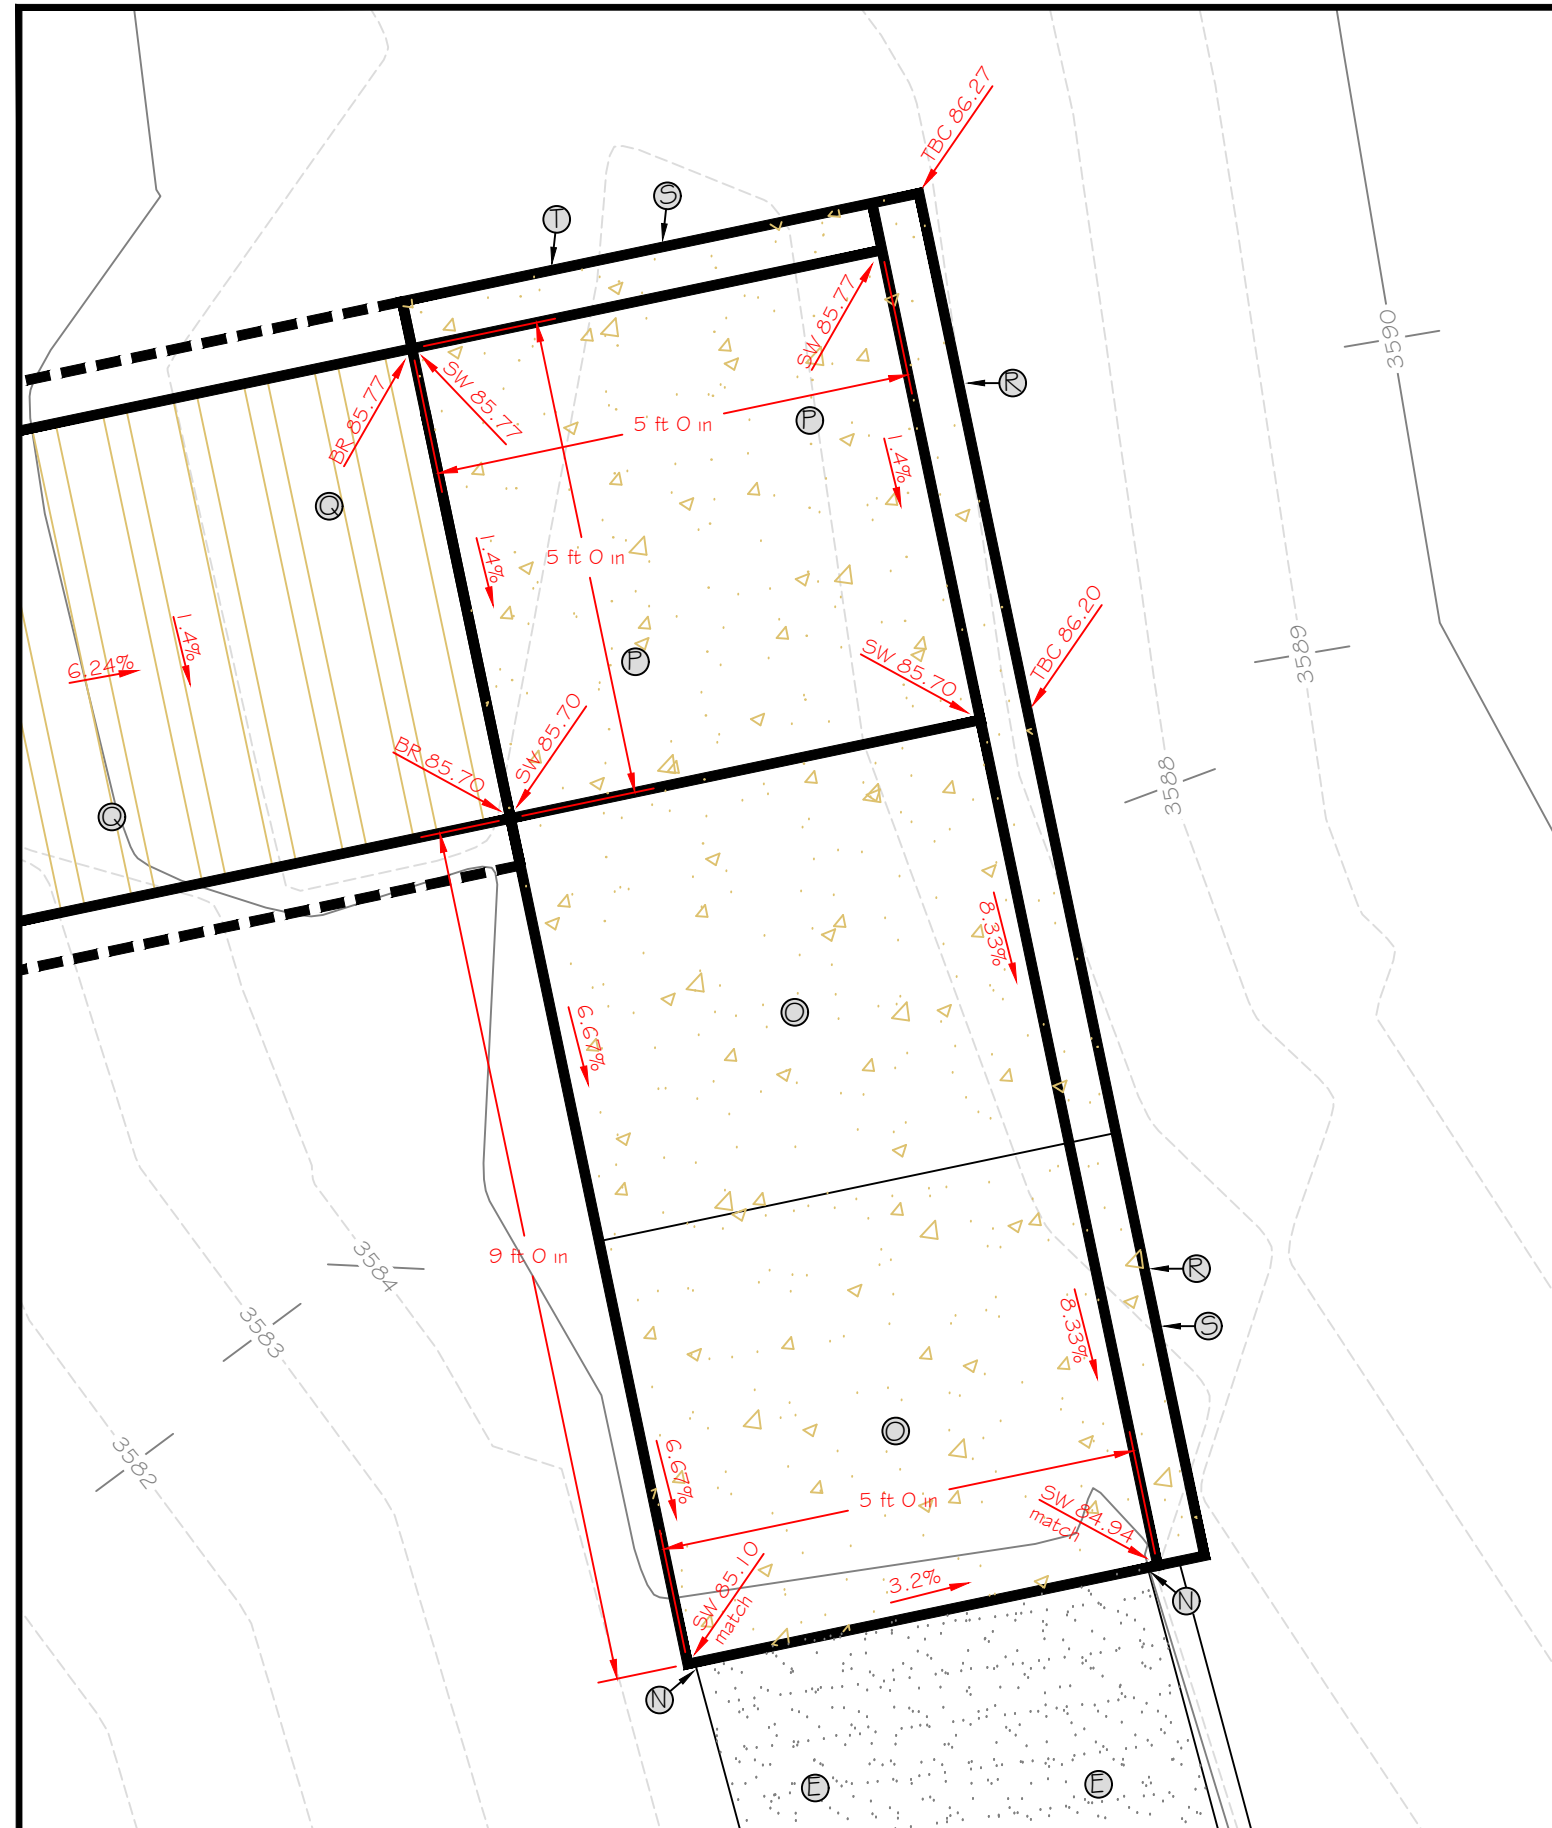 TBC 86.27
S
T
SW 85.77
3590
BR 85.77
SW 85.77
R
5 ft 0 in
P
1.4%
Q
1.4%
5 ft 0 in
TBC 86.20
1.4%
3589
6.24%
P
SW 85.70
BR 85.70
SW 85.70
3588
Q
8.33%
O
6.67%
9 ft 0 in
3584
R
3583
8.33%
S
O
3582
6.67%
5 ft 0 in
SW 84.94
match
SW 85.10
match
3.2%
N
N
E
E